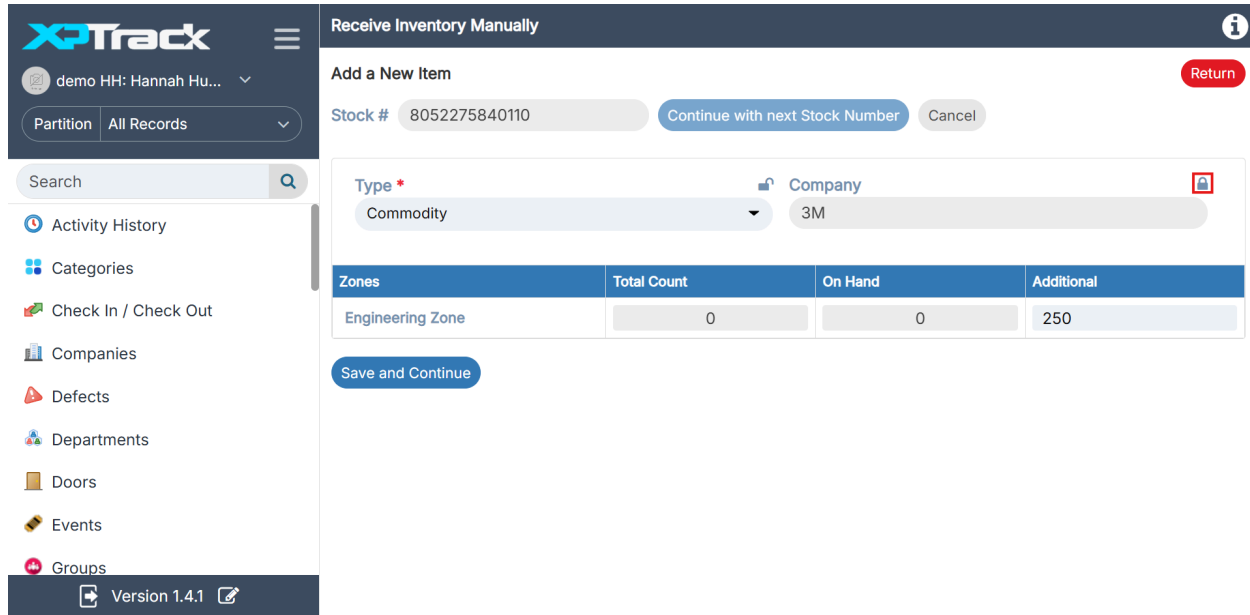 XPTrack
demo HH: Hannah Hu...
Partition All Records
Search
Activity History
Categories
Check In / Check Out
Companies
Defects
Departments
Doors
Events
Groups
Version 1.4.1
Receive Inventory Manually
Add a New Item
Return
Stock # 8052275840110 Continue with next Stock Number Cancel
Type * Company
Commodity 3M
Zones Total Count On Hand Additional
Engineering Zone 0 0 250
Save and Continue